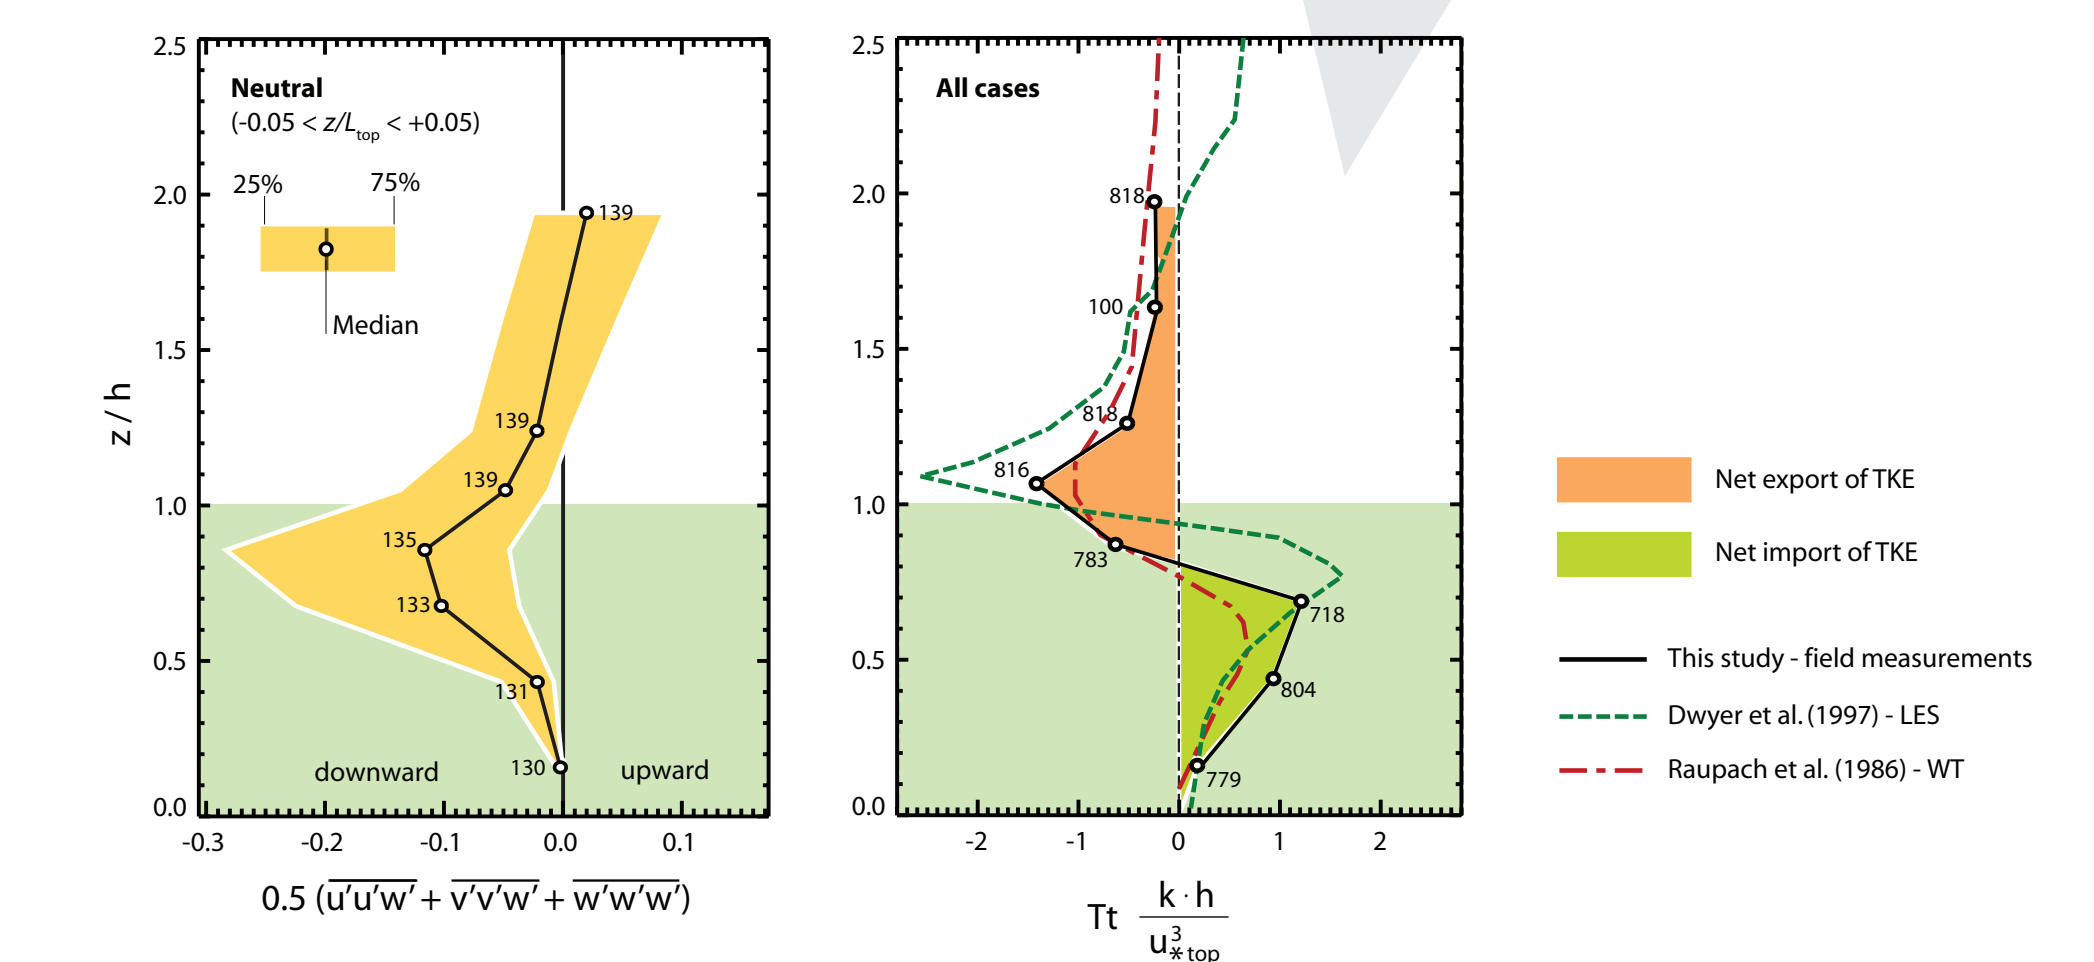 2.5
2.0
1.5
1.0
0.5
0.0
z / h
Neutral
(-0.05 < z/L top < +0.05)
25% 75%
Median
139
139
139
135
133
131
130
downward upward
-0.3 -0.2 -0.1 0.0 0.1
0.5 (u′u′w′ + v′v′w′ + w′w′w′)
2.5
2.0
1.5
1.0
0.5
0.0
All cases
818
100
818
816
783
718
804
779
-2 -1 0 1 2
Tt k · h
u3* top
Net export of TKE
Net import of TKE
This study - field measurements
Dwyer et al. (1997) - LES
Raupach et al. (1986) - WT